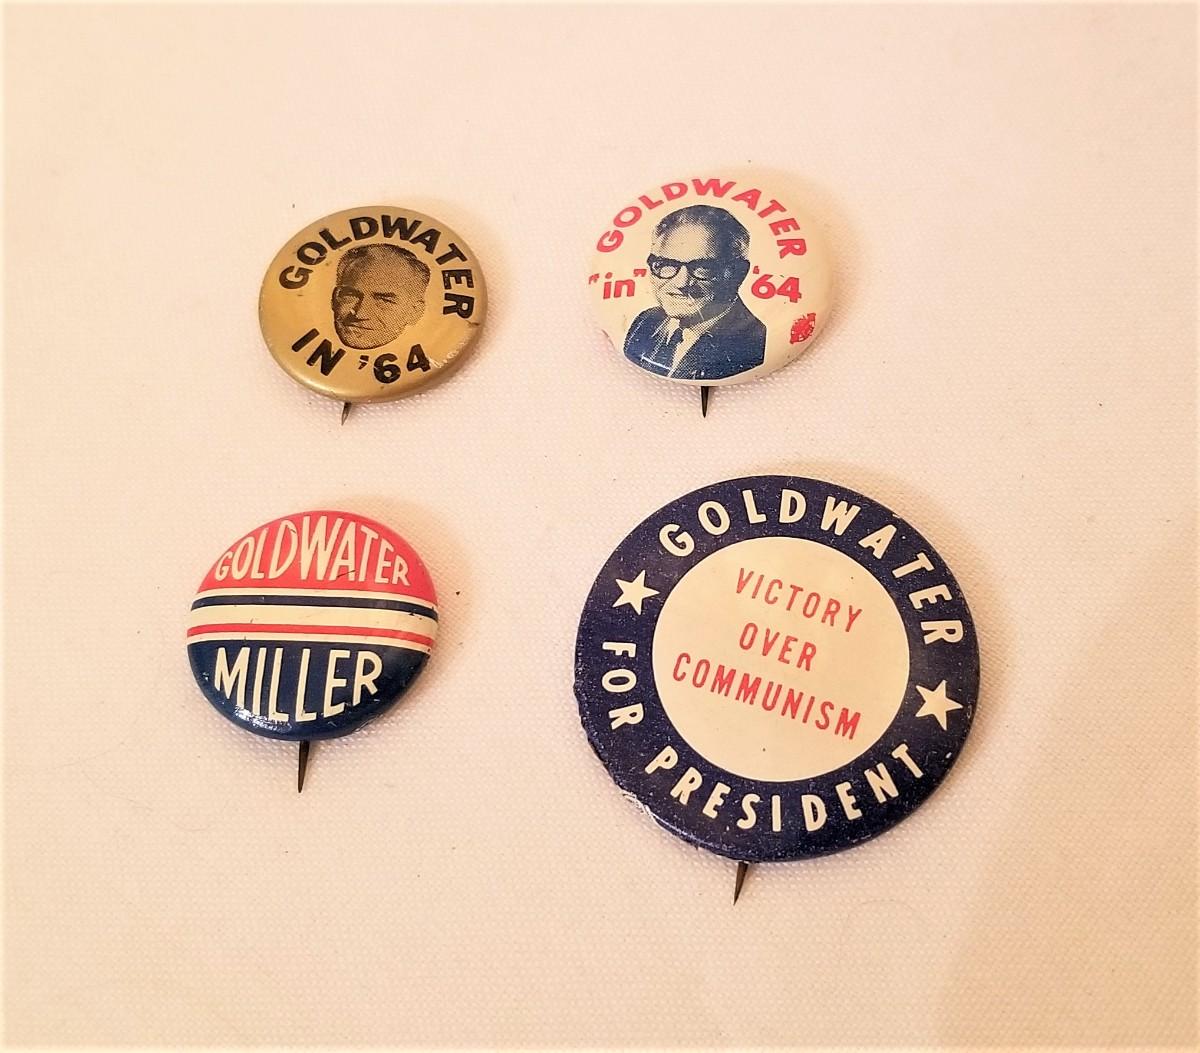 GOLDWATER
IN '64
GOLDWATER
"in" '64
GOLDWATER
MILLER
GOLDWATER
FOR PRESIDENT
VICTORY
OVER
COMMUNISM